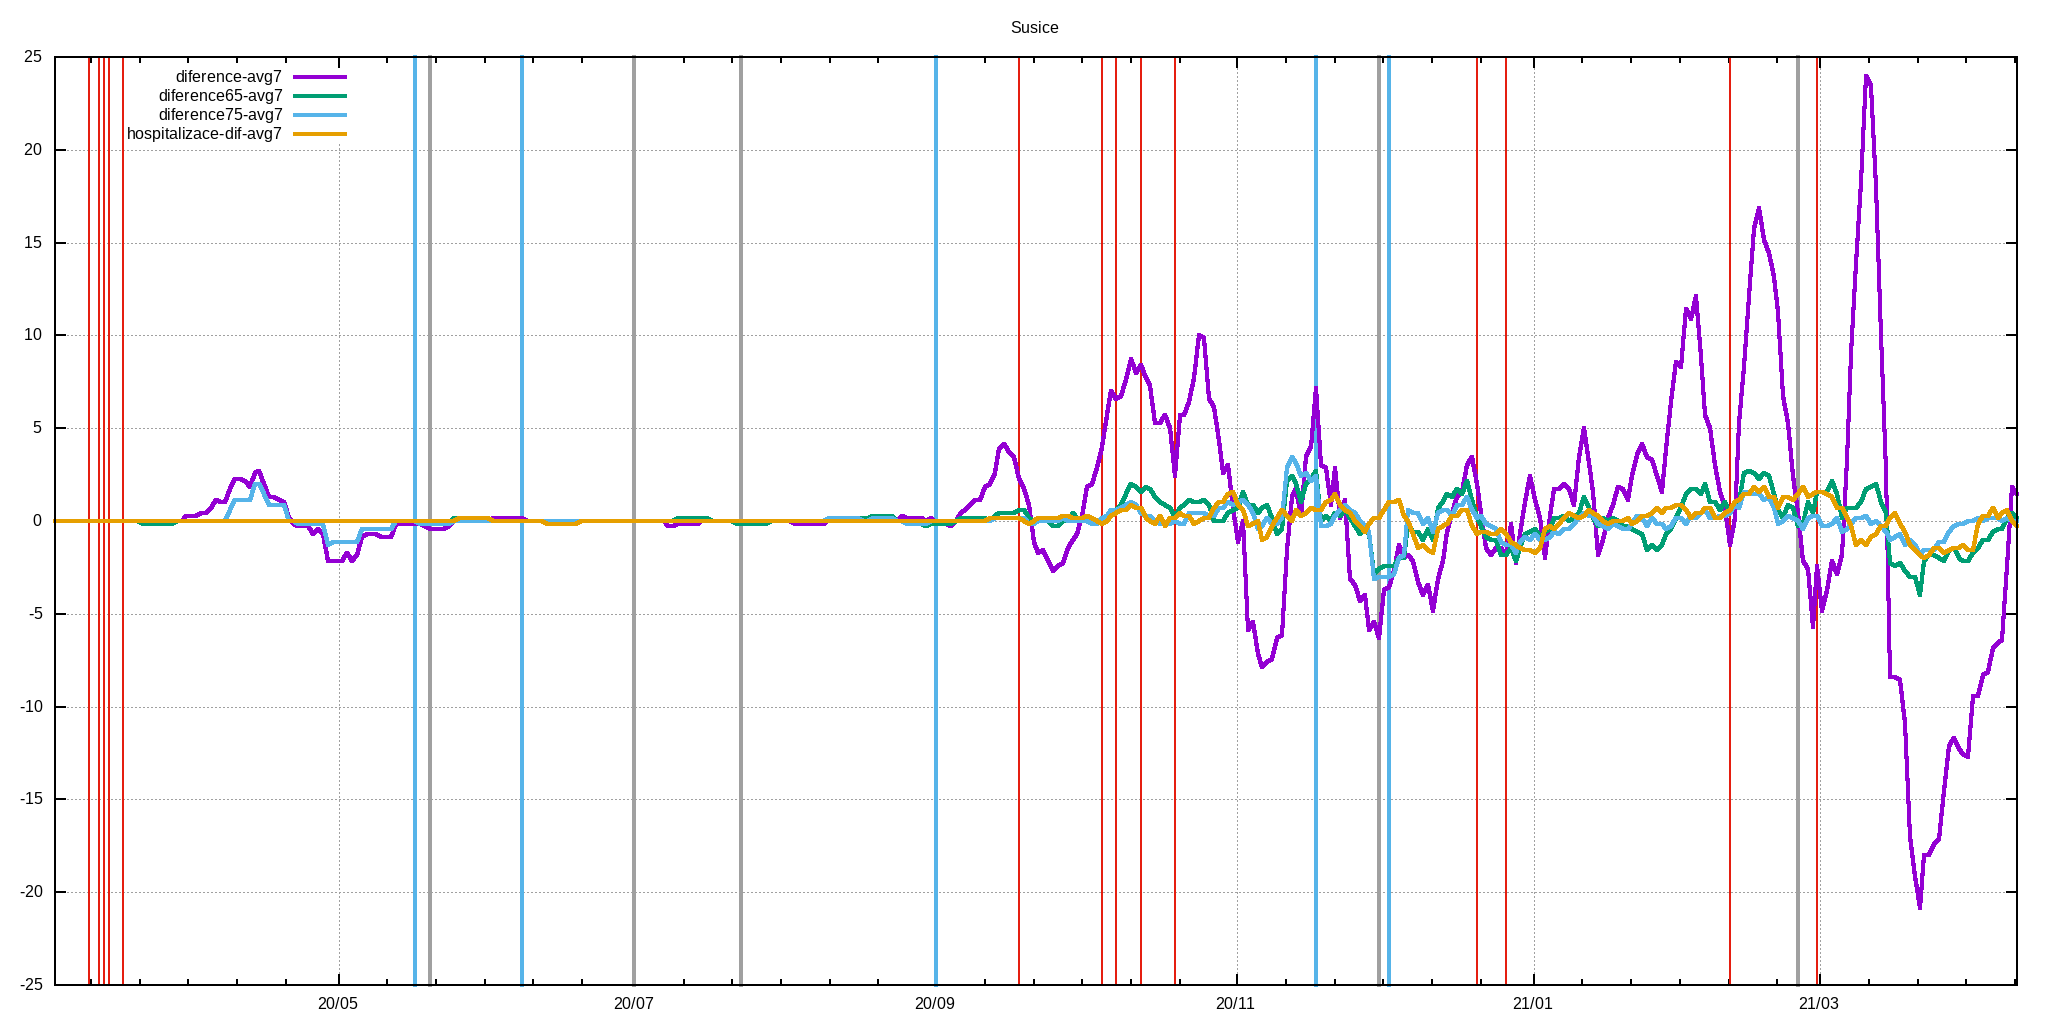 Susice
diference-avg7
diference65-avg7
diference75-avg7
hospitalizace-dif-avg7
25
20
15
10
5
0
-5
-10
-15
-20
-25
20/05 20/07 20/09 20/11 21/01 21/03